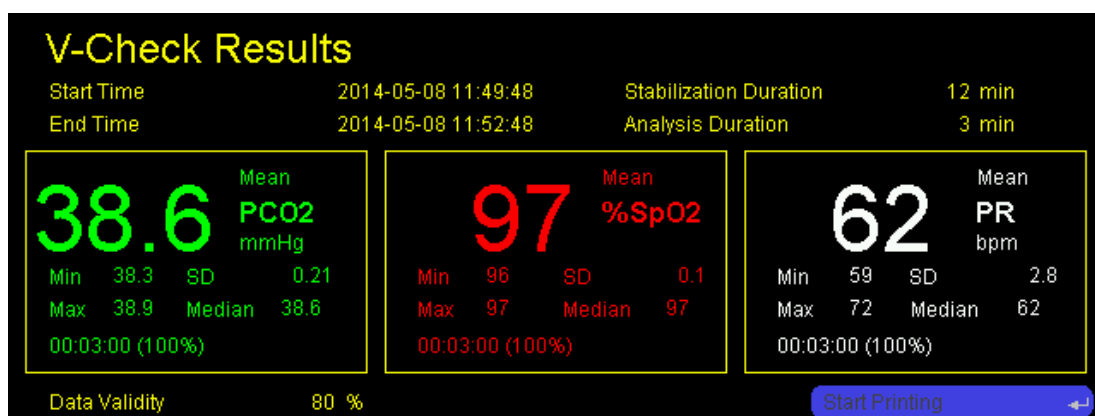 V-Check Results
Start Time 2014-05-08 11:49:48 Stabilization Duration 12 min
End Time 2014-05-08 11:52:48 Analysis Duration 3 min
38.6 Mean PCO2 mmHg
Min 38.3 SD 0.21
Max 38.9 Median 38.6
00:03:00 (100%)
97 Mean %SpO2
Min 96 SD 0.1
Max 97 Median 97
00:03:00 (100%)
62 Mean PR bpm
Min 59 SD 2.8
Max 72 Median 62
00:03:00 (100%)
Data Validity 80 % Start Printing